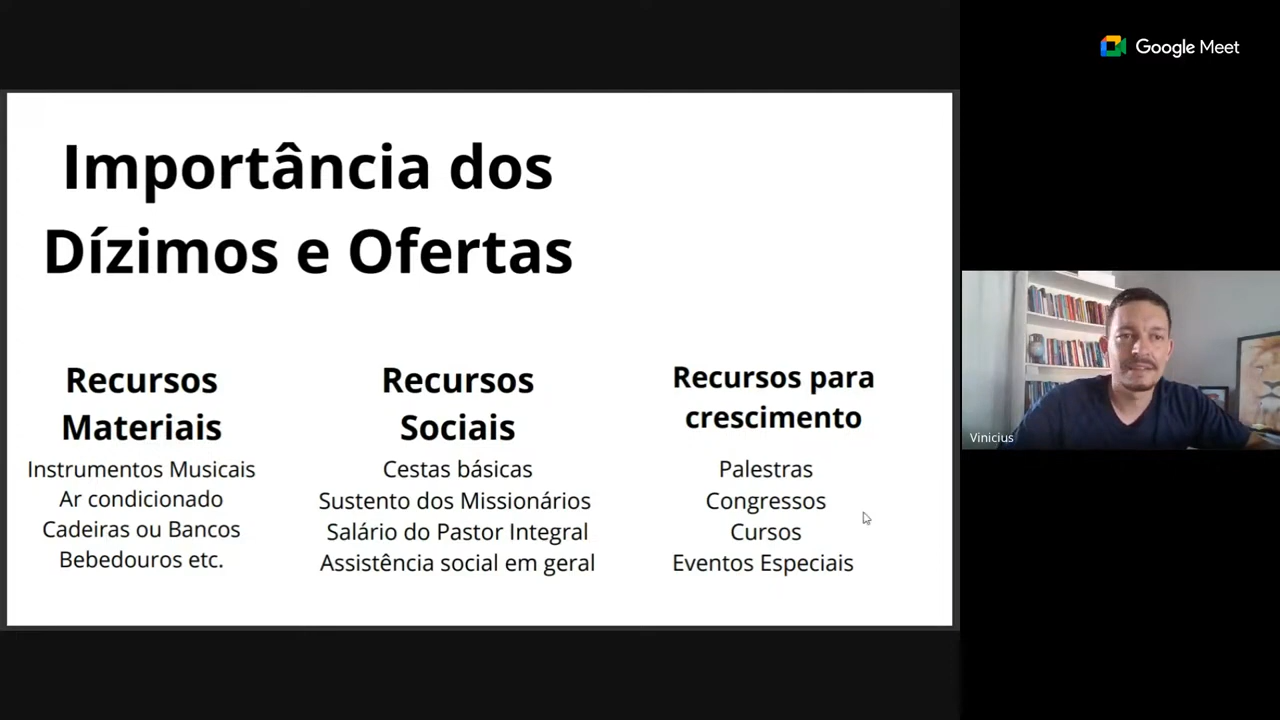 Google Meet
Importância dos
Dízimos e Ofertas
Recursos
Materiais
Instrumentos Musicais
Ar condicionado
Cadeiras ou Bancos
Bebedouros etc.
Recursos
Sociais
Cestas básicas
Sustento dos Missionários
Salário do Pastor Integral
Assistência social em geral
Recursos para
crescimento
Palestras
Congressos
Cursos
Eventos Especiais
Vinicius